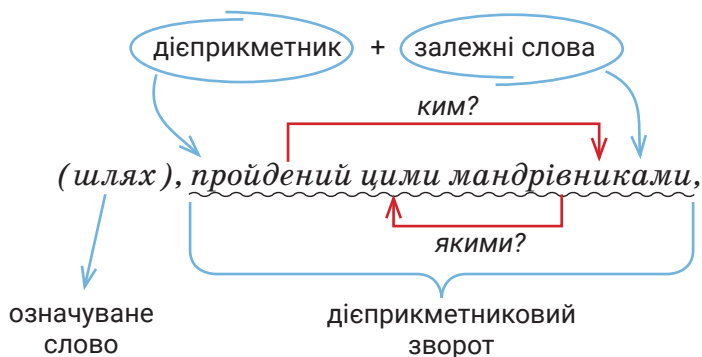 дієприкметник + залежні слова
ким?
(шлях), пройдений цими мандрівниками,
якими?
означуване слово
дієприкметниковий зворот